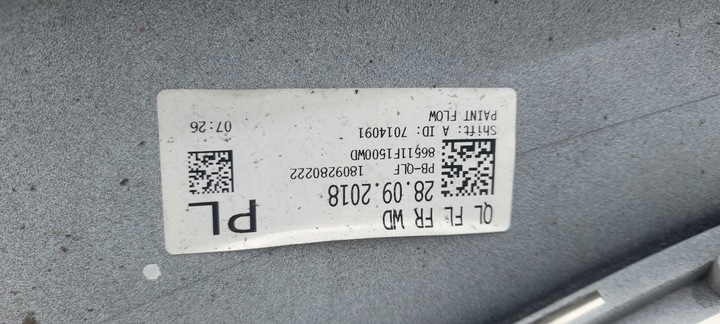 QL FL FR WD
PL
28.09.2018
PB-QLF 1809280222
86511F1500WD
Shift: A ID: 7014091
07:26
PAINT FLOW